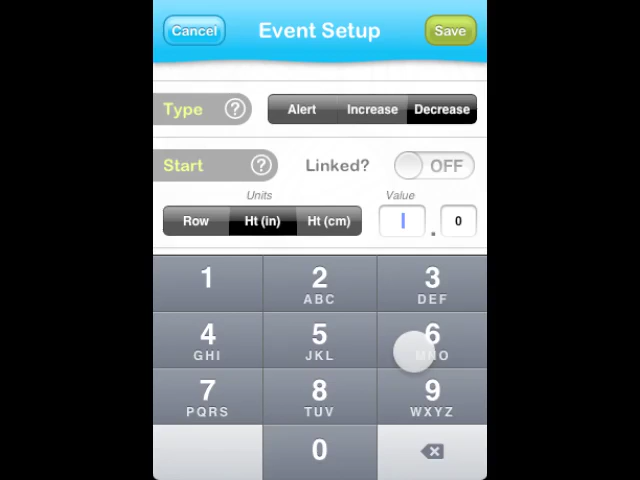 Cancel Event Setup Save
Type ? Alert Increase Decrease
Start ? Linked? OFF
Units Value
Row Ht (in) Ht (cm) . 0
1 2 3
ABC DEF
4 5 6
GHI JKL MNO
7 8 9
PQRS TUV WXYZ
0